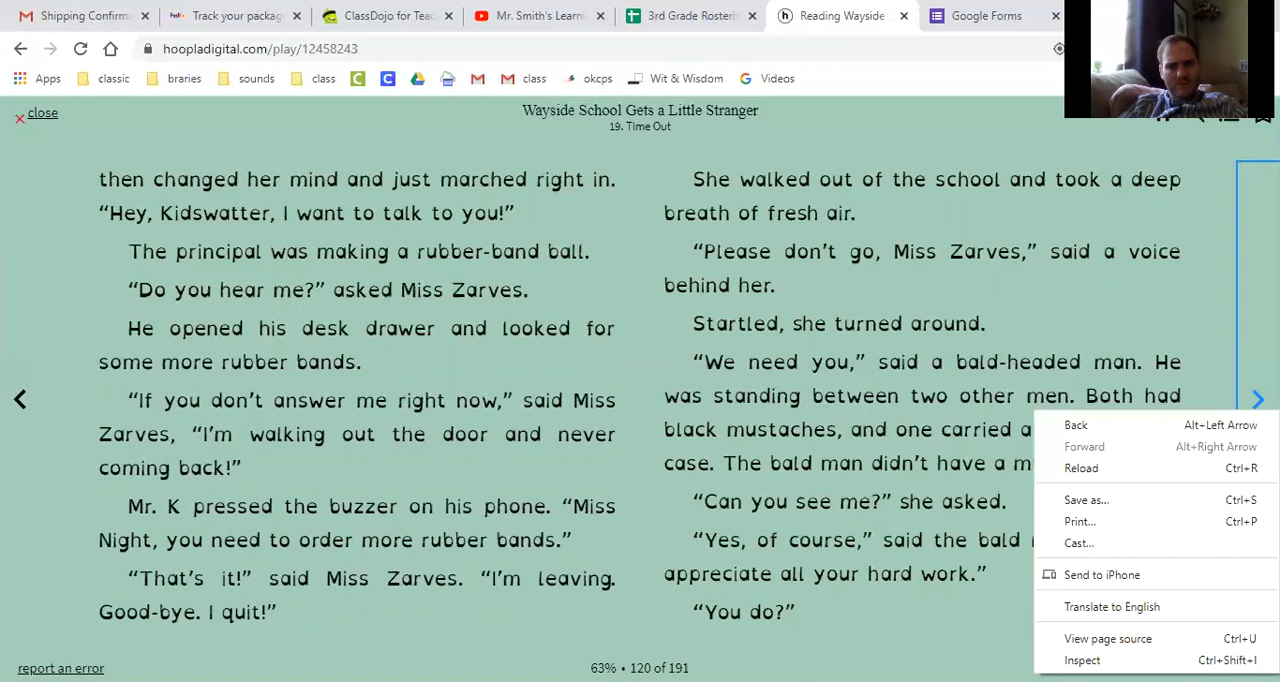 Shipping Confirma
Track your packag
ClassDojo for Teac
Mr. Smith's Learni
3rd Grade Rosterin
Reading Wayside
Google Forms
hoopladigital.com/play/12458243
Apps classic braries sounds class class okcps Wit & Wisdom Videos
close
Wayside School Gets a Little Stranger
19. Time Out
then changed her mind and just marched right in.
“Hey, Kidswatter, I want to talk to you!”
The principal was making a rubber-band ball.
“Do you hear me?” asked Miss Zarves.
He opened his desk drawer and looked for
some more rubber bands.
“If you don’t answer me right now,” said Miss
Zarves, “I’m walking out the door and never
coming back!”
Mr. K pressed the buzzer on his phone. “Miss
Night, you need to order more rubber bands.”
“That’s it!” said Miss Zarves. “I’m leaving.
Good-bye. I quit!”
She walked out of the school and took a deep
breath of fresh air.
“Please don’t go, Miss Zarves,” said a voice
behind her.
Startled, she turned around.
“We need you,” said a bald-headed man. He
was standing between two other men. Both had
black mustaches, and one carried a
case. The bald man didn’t have a m
“Can you see me?” she asked.
“Yes, of course,” said the bald
appreciate all your hard work.”
“You do?”
Back Alt+Left Arrow
Forward Alt+Right Arrow
Reload Ctrl+R
Save as... Ctrl+S
Print... Ctrl+P
Cast...
Send to iPhone
Translate to English
View page source Ctrl+U
Inspect Ctrl+Shift+I
report an error
63% • 120 of 191